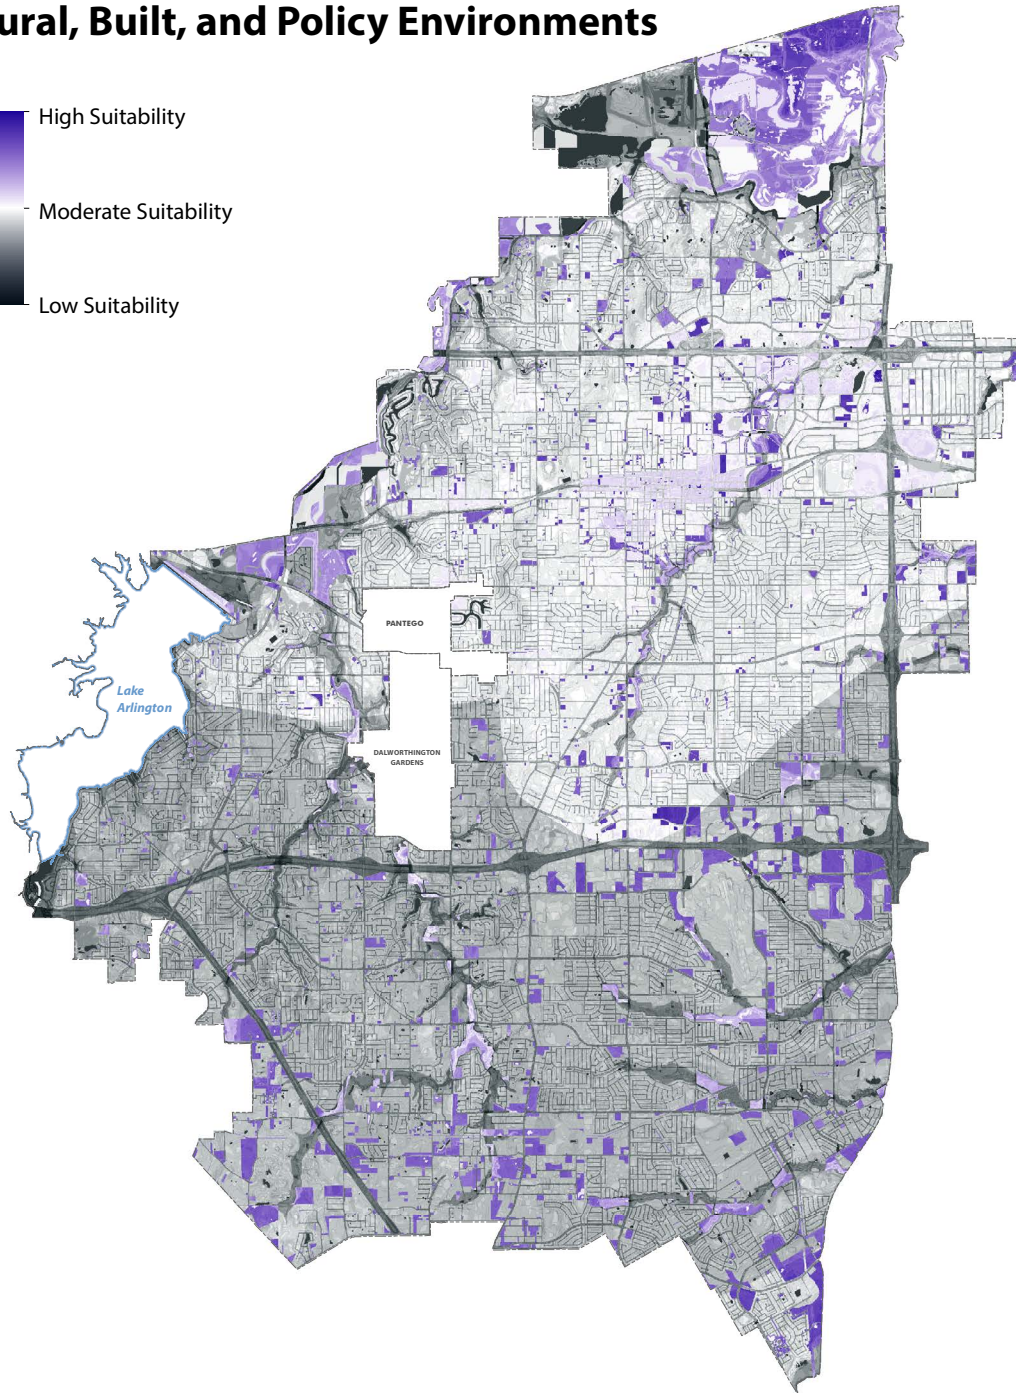 ural, Built, and Policy Environments
High Suitability
Moderate Suitability
Low Suitability
PANTEGO
Lake
Arlington
DALWORTHINGTON
GARDENS